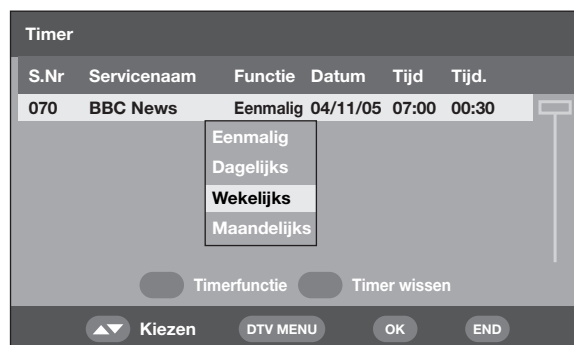 Timer
S.Nr Servicenaam Functie Datum Tijd Tijd.
070 BBC News Eenmalig 04/11/05 07:00 00:30
Eenmalig
Dagelijks
Wekelijks
Maandelijks
Timerfunctie Timer wissen
Kiezen DTV MENU OK END